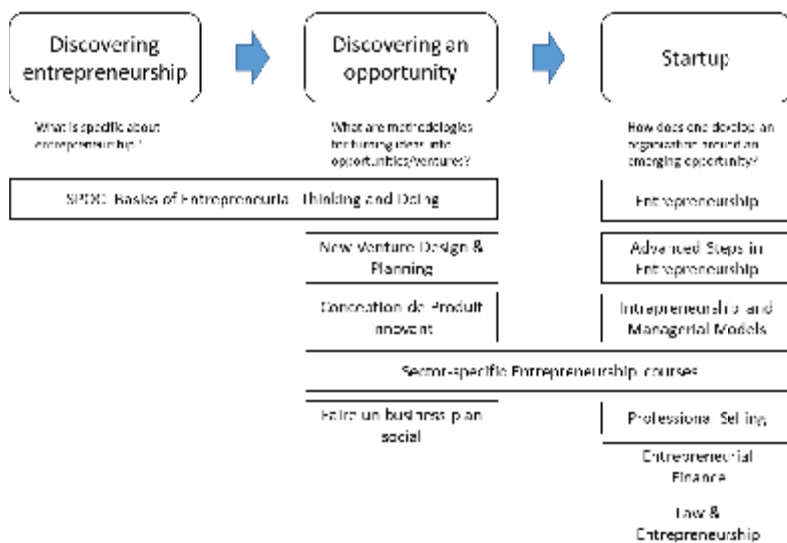 Discovering
entrepreneurship
Discovering an
opportunity
Startup
What is specific about
entrepreneurship?
What are methodologies
for turning ideas into
opportunities/ventures?
How does one develop an
organization around an
emerging opportunity?
SPOC: Basics of Entrepreneurial Thinking and Doing
Entrepreneurship
New Venture Design &
Planning
Advanced Steps in
Entrepreneurship
Conception de Produit
Innovant
Intrapreneurship and
Managerial Models
Sector-specific Entrepreneurship courses
Faire un business plan
social
Professional Selling
Entrepreneurial
Finance
Law &
Entrepreneurship